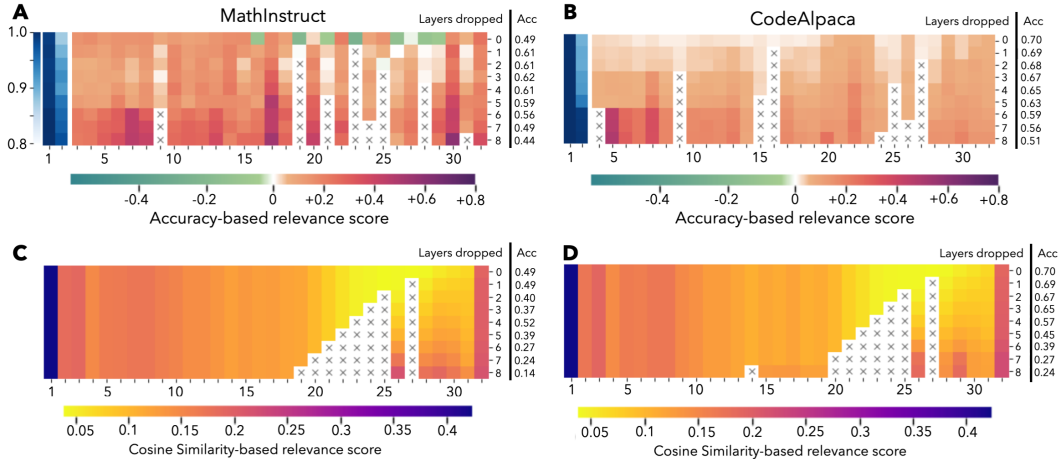 A
MathInstruct
Layers dropped
Acc
1.0
0.9
0.8
0 0.49
1 0.61
2 0.61
3 0.62
4 0.61
5 0.59
6 0.56
7 0.49
8 0.44
1 5 10 15 20 25 30
-0.4 -0.2 0 +0.2 +0.4 +0.6 +0.8
Accuracy-based relevance score
B
CodeAlpaca
Layers dropped
Acc
0 0.70
1 0.69
2 0.68
3 0.67
4 0.65
5 0.63
6 0.59
7 0.56
8 0.51
1 5 10 15 20 25 30
-0.4 -0.2 0 +0.2 +0.4 +0.6 +0.8
Accuracy-based relevance score
C
Layers dropped
Acc
0 0.49
1 0.49
2 0.40
3 0.37
4 0.52
5 0.39
6 0.27
7 0.24
8 0.14
1 5 10 15 20 25 30
0.05 0.1 0.15 0.2 0.25 0.3 0.35 0.4
Cosine Similarity-based relevance score
D
Layers dropped
Acc
0 0.70
1 0.69
2 0.67
3 0.65
4 0.57
5 0.45
6 0.39
7 0.27
8 0.24
1 5 10 15 20 25 30
0.05 0.1 0.15 0.2 0.25 0.3 0.35 0.4
Cosine Similarity-based relevance score